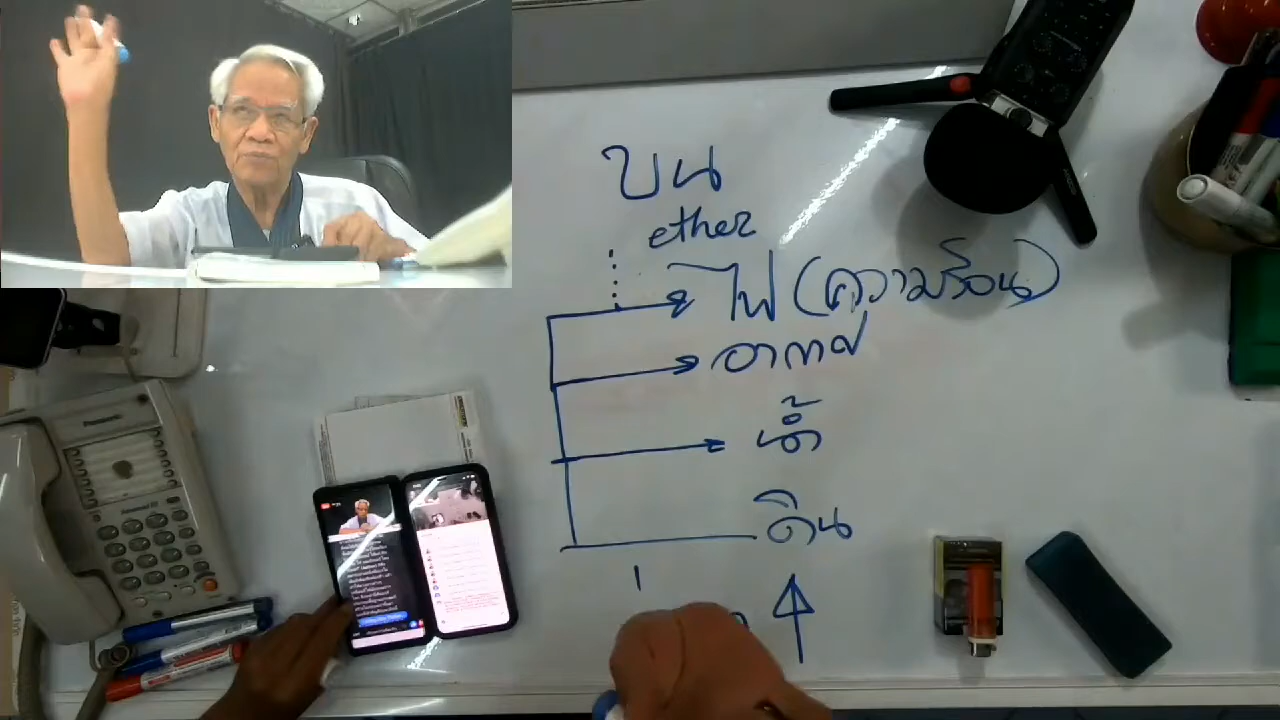 บน
ether
ไฟ (ความร้อน)
อากาศ
น้ำ
ดิน